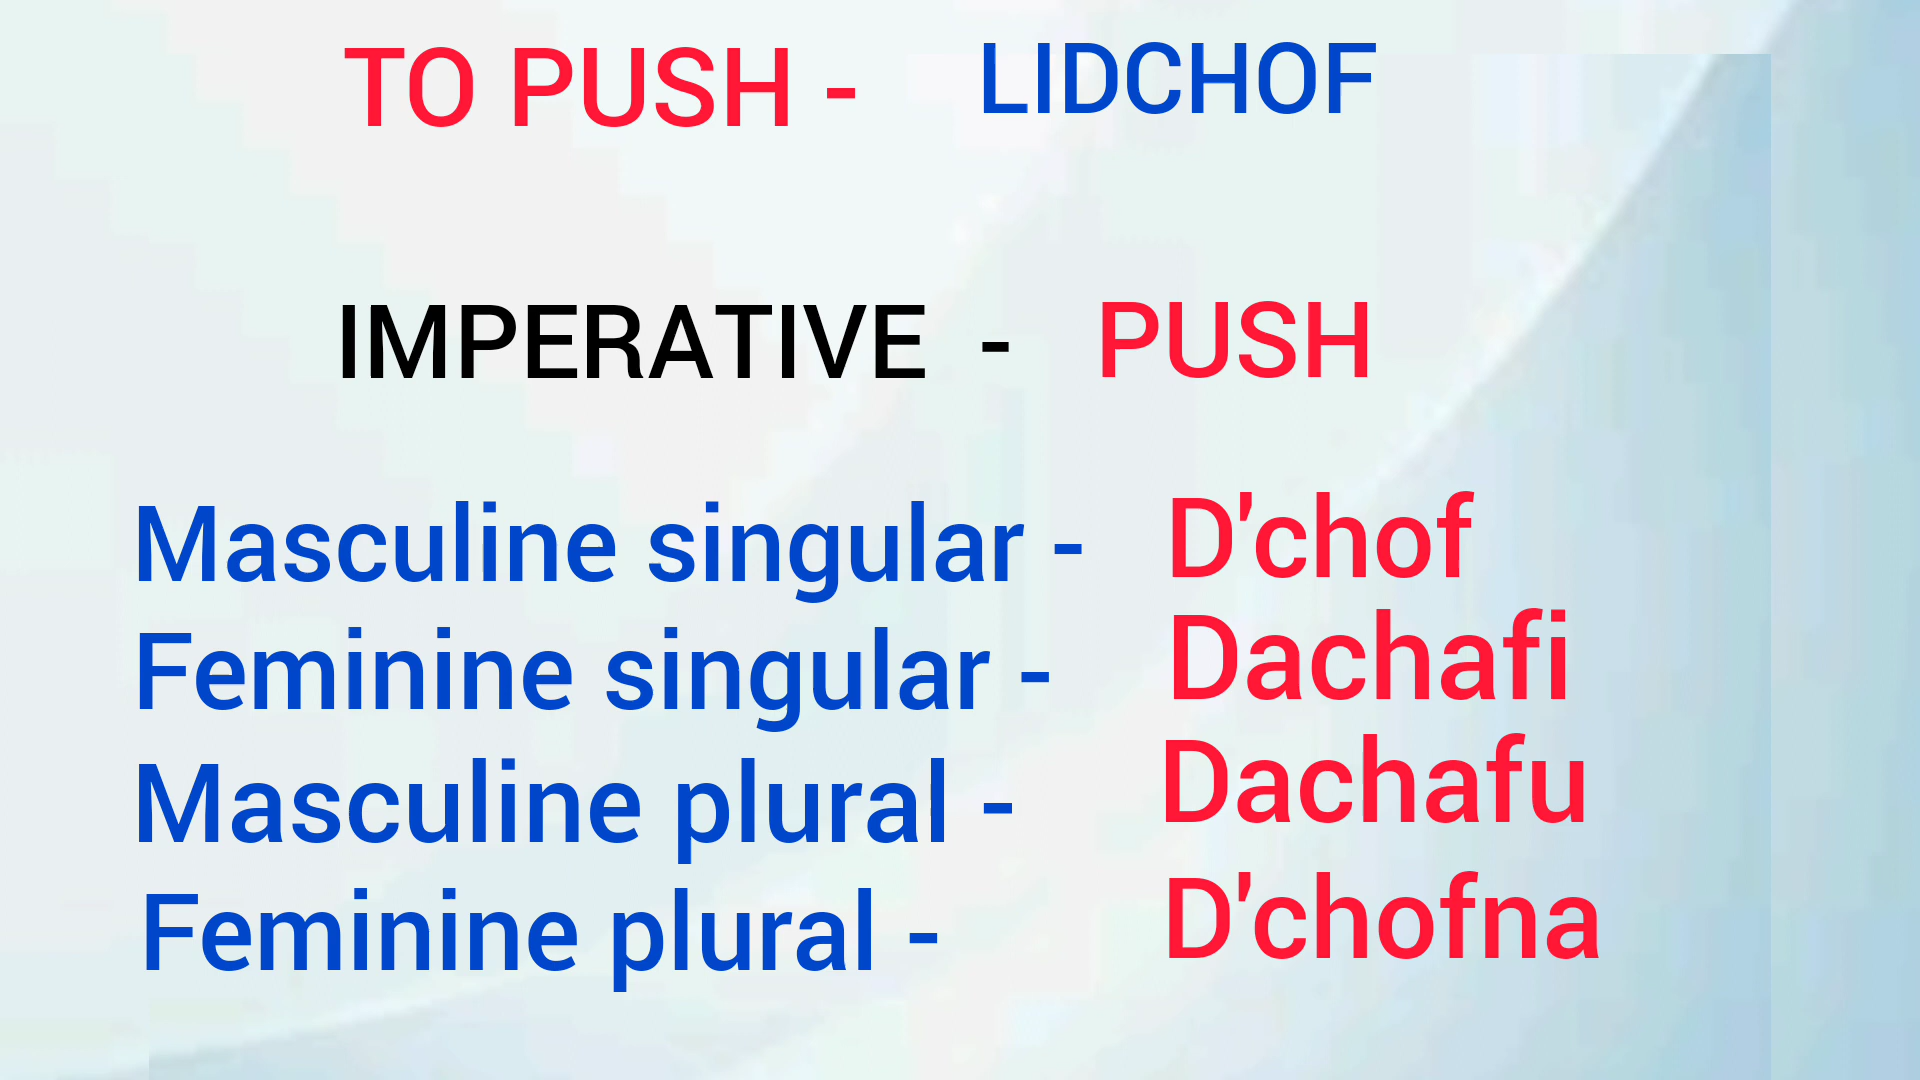 TO PUSH - LIDCHOF
IMPERATIVE - PUSH
Masculine singular - D'chof
Feminine singular - Dachafi
Masculine plural - Dachafu
Feminine plural - D'chofna